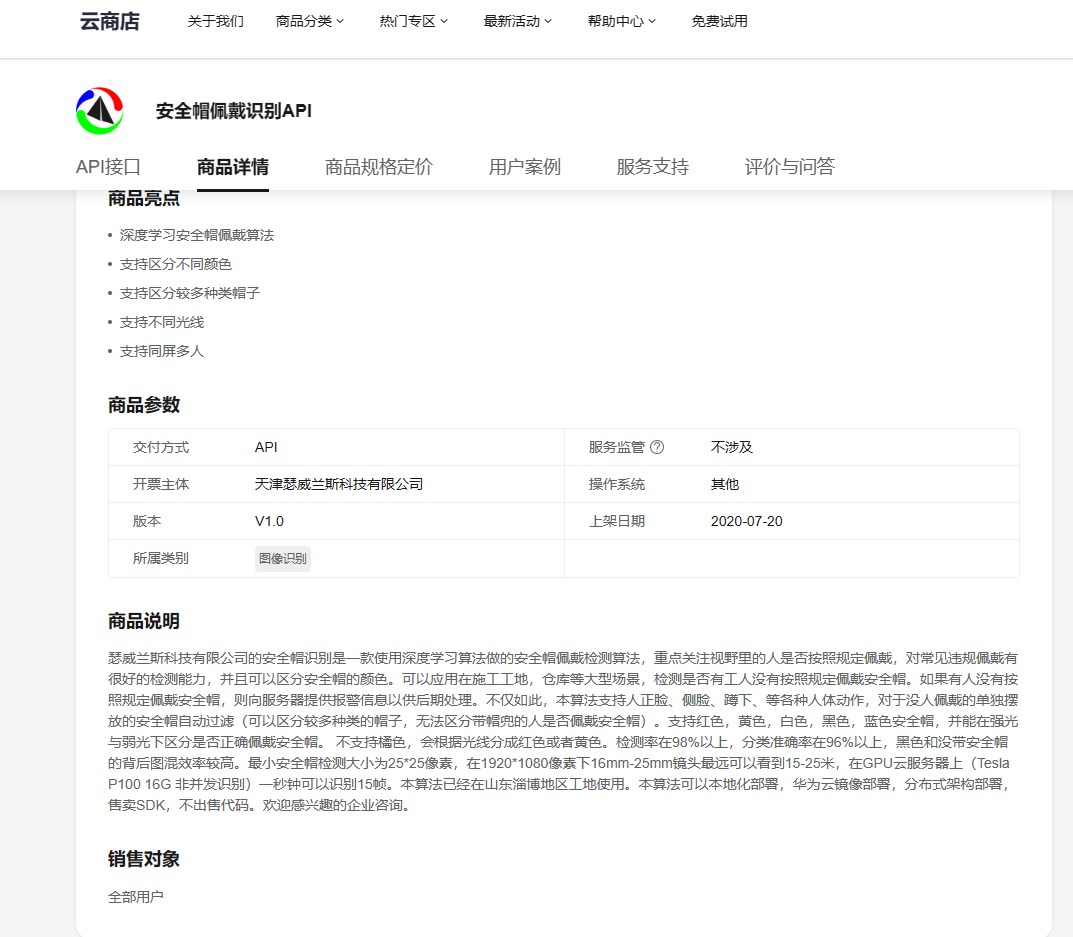 云商店 关于我们 商品分类 热门专区 最新活动 帮助中心 免费试用
安全帽佩戴识别API
API接口 商品详情 商品规格定价 用户案例 服务支持 评价与问答
商品亮点
• 深度学习安全帽佩戴算法
• 支持区分不同颜色
• 支持区分较多种类帽子
• 支持不同光线
• 支持同屏多人
商品参数
交付方式 API 服务监管 ? 不涉及
开票主体 天津瑟威兰斯科技有限公司 操作系统 其他
版本 V1.0 上架日期 2020-07-20
所属类别 图像识别
商品说明
瑟威兰斯科技有限公司的安全帽识别是一款使用深度学习算法做的安全帽佩戴检测算法，重点关注视野里的人是否按照规定佩戴，对常见违规佩戴有
很好的检测能力，并且可以区分安全帽的颜色。可以应用在施工工地，仓库等大型场景，检测是否有工人没有按照规定佩戴安全帽。如果有人没有按
照规定佩戴安全帽，则向服务器提供报警信息以供后期处理。不仅如此，本算法支持人正脸、侧脸、蹲下、等各种人体动作，对于没人佩戴的单独摆
放的安全帽自动过滤（可以区分较多种类的帽子，无法区分带帽兜的人是否佩戴安全帽）。支持红色，黄色，白色，黑色，蓝色安全帽，并能在强光
与弱光下区分是否正确佩戴安全帽。 不支持橘色，会根据光线分成红色或者黄色。检测率在98%以上，分类准确率在96%以上，黑色和没带安全帽
的背后图混效率较高。最小安全帽检测大小为25*25像素，在1920*1080像素下16mm-25mm镜头最远可以看到15-25米，在GPU云服务器上（Tesla
P100 16G 非并发识别）一秒钟可以识别15帧。本算法已经在山东淄博地区工地使用。本算法可以本地化部署，华为云镜像部署，分布式架构部署，
售卖SDK，不出售代码。欢迎感兴趣的企业咨询。
销售对象
全部用户